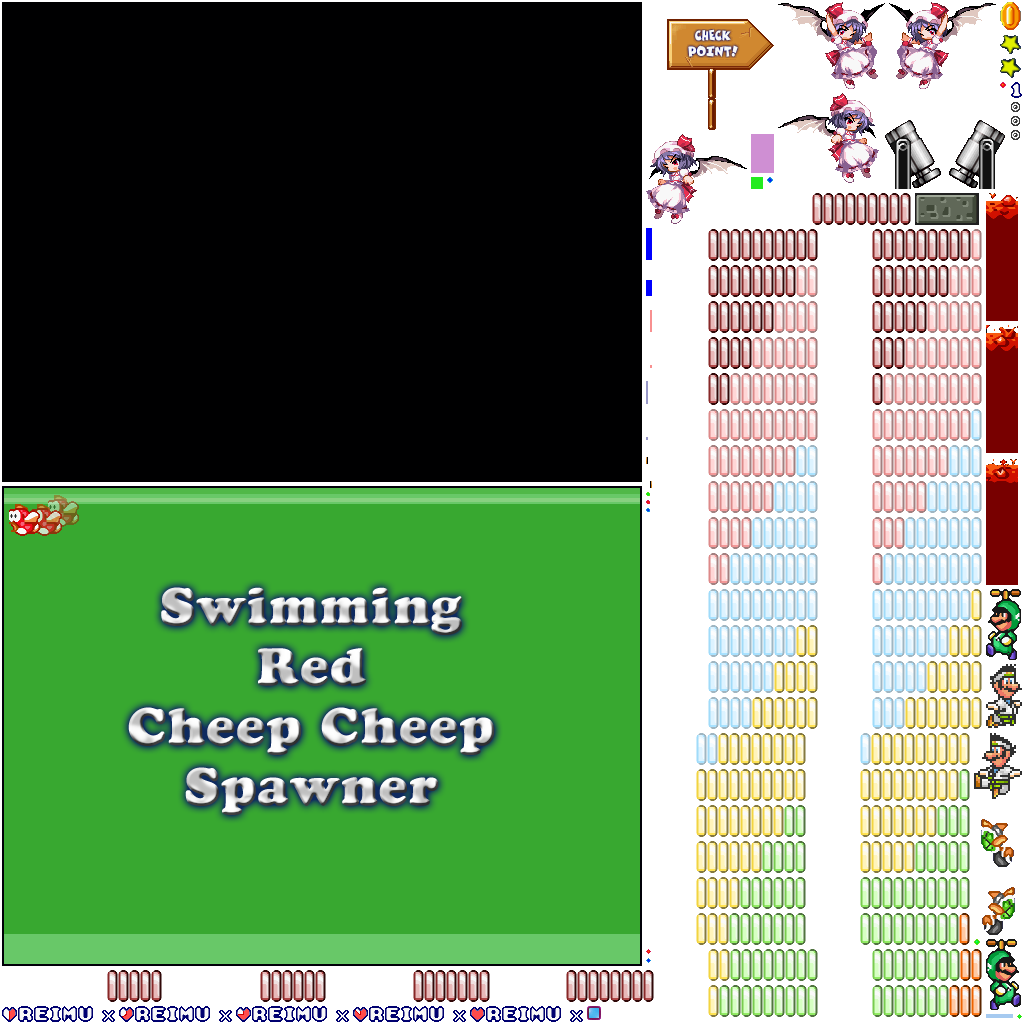 CHECK
POINT!
1
Swimming
Red
Cheep Cheep
Spawner
REIMU x REIMU x REIMU x REIMU x REIMU x